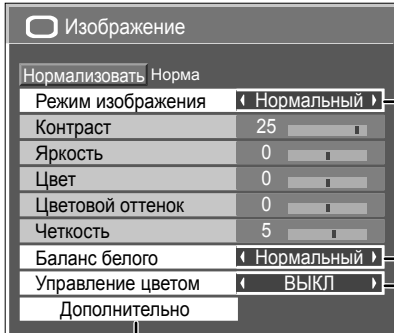 Изображение
Нормализовать Норма
Режим изображения Нормальный
Контраст 25
Яркость 0
Цвет 0
Цветовой оттенок 0
Четкость 5
Баланс белого Нормальный
Управление цветом ВЫКЛ
Дополнительно